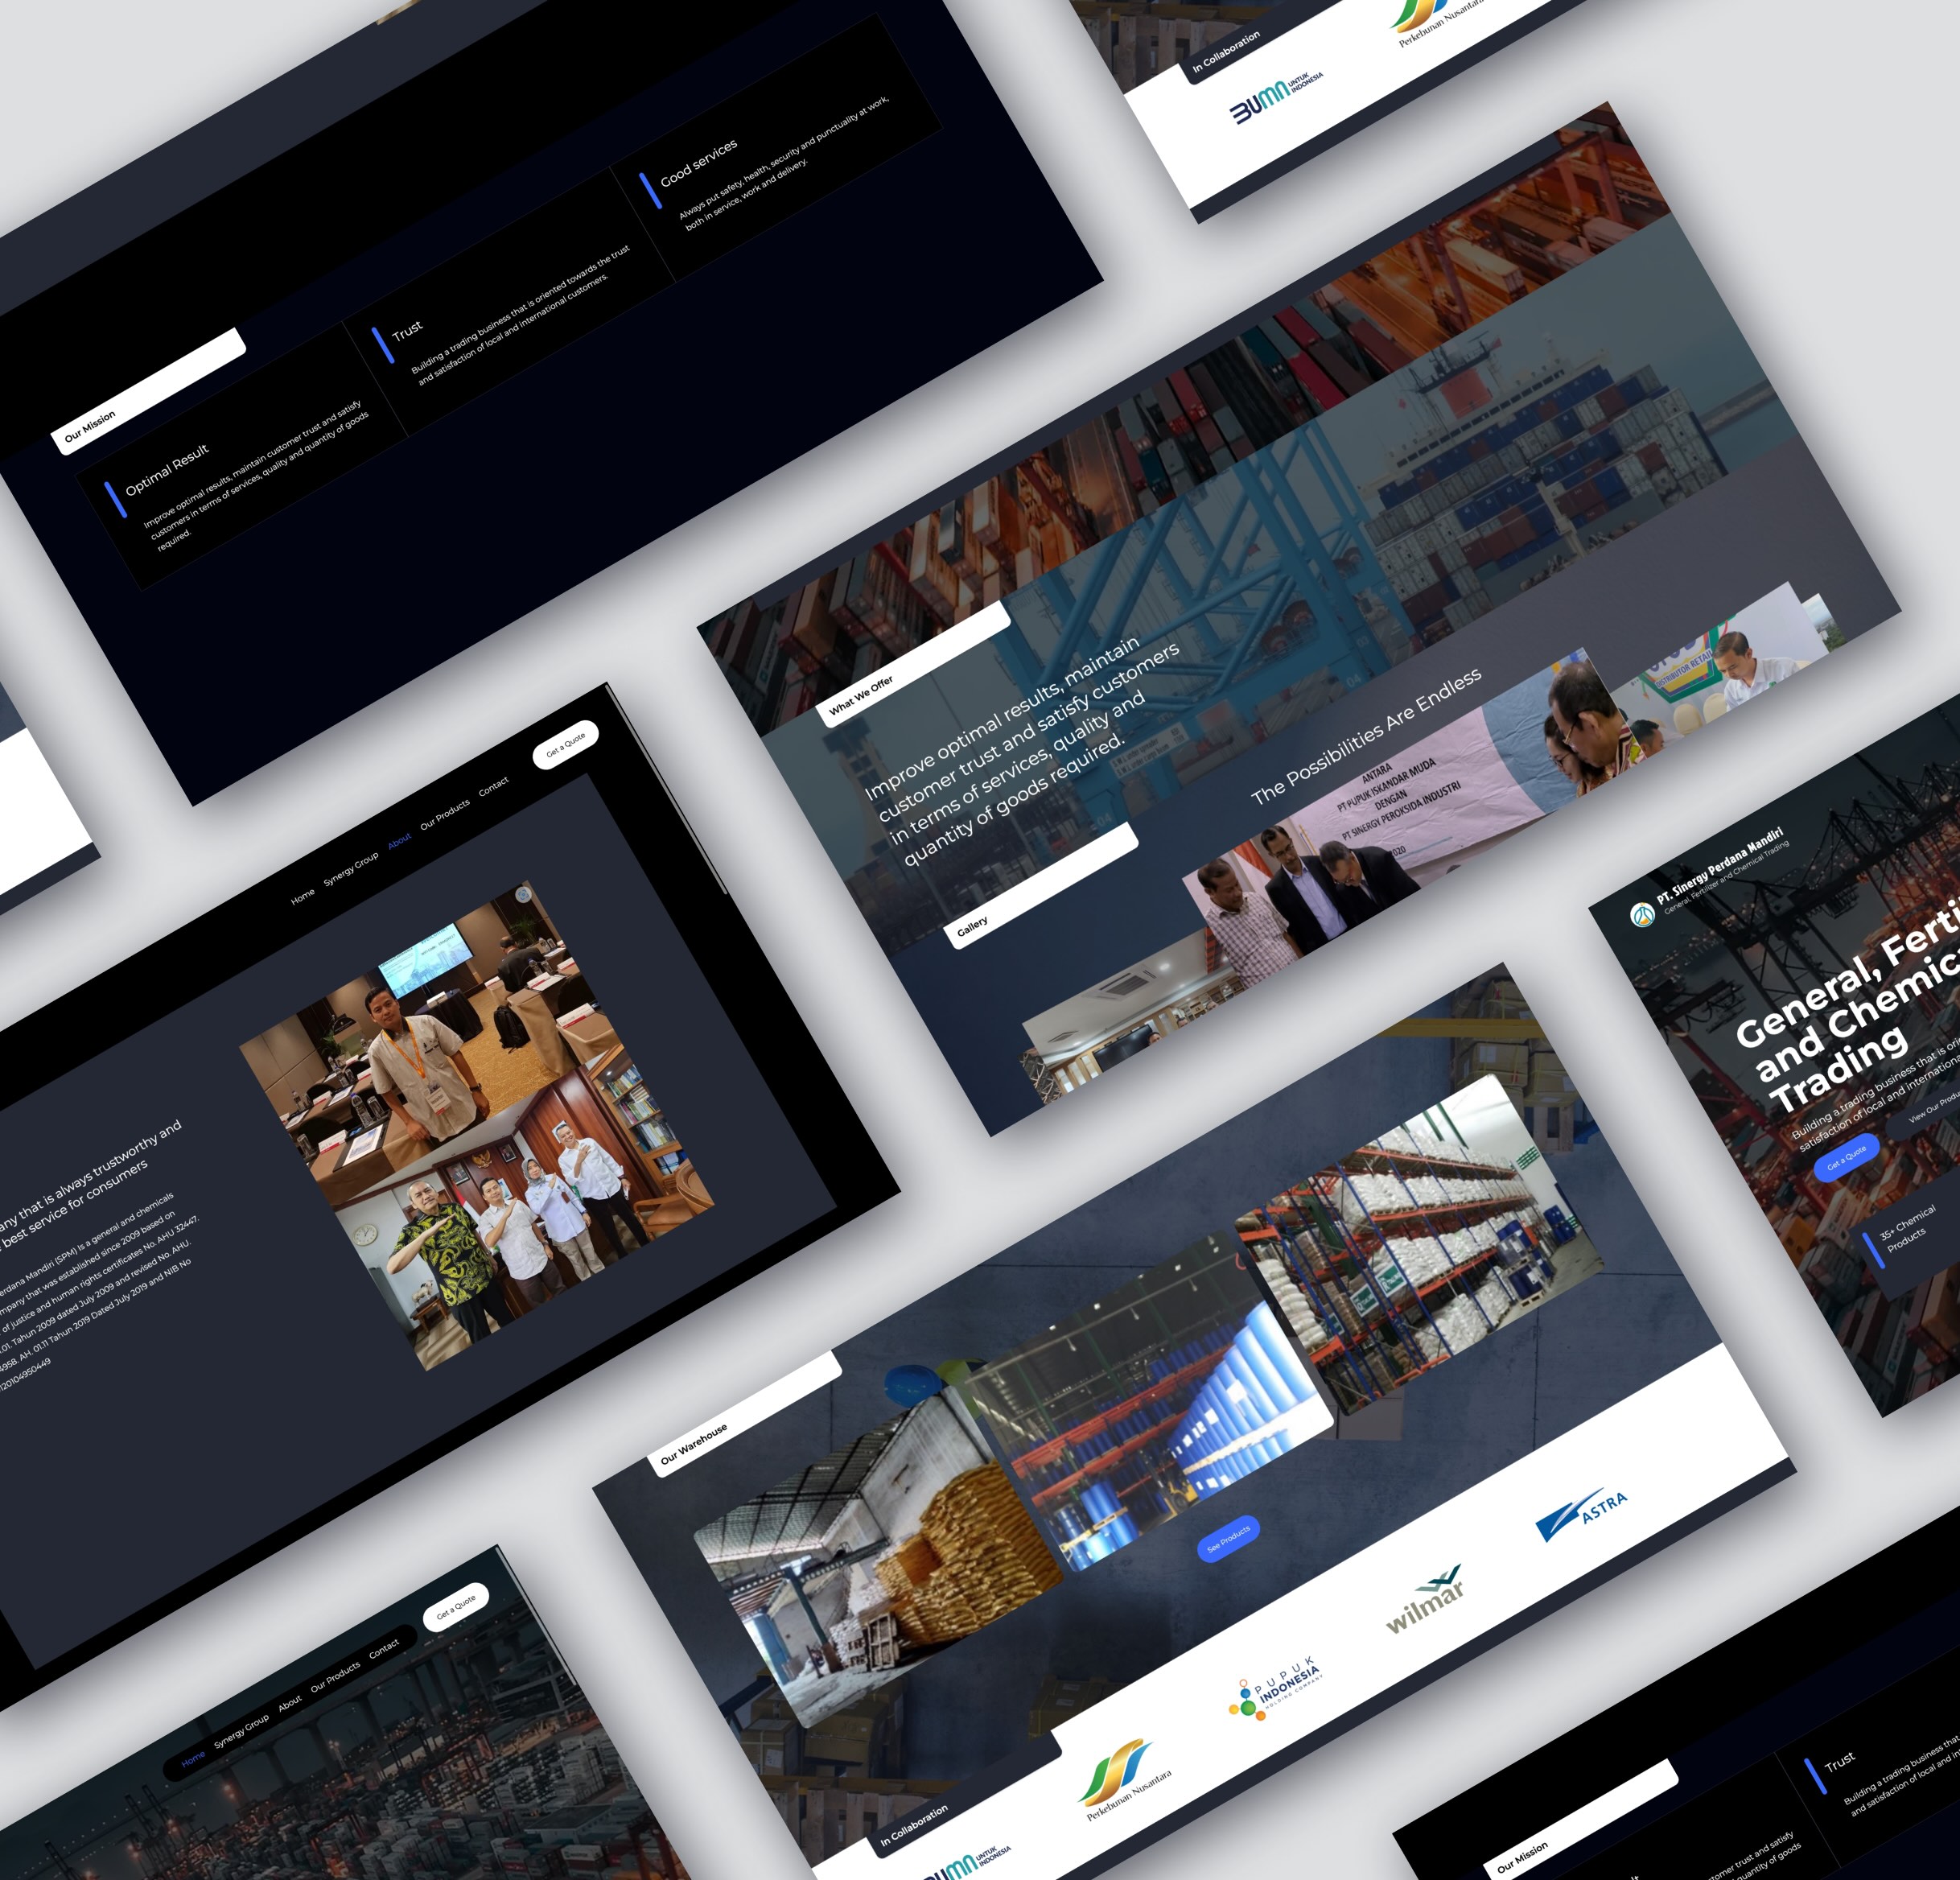 In Collaboration
BUMN UNTUK INDONESIA
Perkebunan Nusantara
Our Mission
Optimal Result
Improve optimal results, maintain customer trust and satisfy
customers in terms of services, quality and quantity of goods
required.
Trust
Building a trading business that is oriented towards the trust
and satisfaction of local and international customers.
Good services
Always put safety, health, security and punctuality at work,
both in service, work and delivery.
What We Offer
Improve optimal results, maintain
customer trust and satisfy customers
in terms of services, quality and
quantity of goods required.
Gallery
The Possibilities Are Endless
ANTARA
PT PUPUK ISKANDAR MUDA
DENGAN
PT SINERGY PEROKSIDA INDUSTRI
2020
DISTRIBUTOR RETAIL
Home
Synergy Group
About
Our Products
Contact
Get a Quote
any that is always trustworthy and
best service for consumers
erdana Mandiri (SPM) is a general and chemicals
mpany that was established since 2009 based on
of justice and human rights certificates No. AHU 32447.
.01. Tahun 2009 dated July 2009 and revised No. AHU.
958. AH. 01.11 Tahun 2019 Dated July 2019 and NIB No
120104950449
PT. Sinergy Perdana Mandiri
General, Fertilizer and Chemical Trading
General, Ferti
and Chemic
Trading
Building a trading business that is ori
satisfaction of local and internationa
Get a Quote
View Our Produ
35+ Chemical
Products
Our Warehouse
See Products
In Collaboration
BUMN UNTUK INDONESIA
Perkebunan Nusantara
PUPUK
INDONESIA
HOLDING COMPANY
wilmar
ASTRA
Home
Synergy Group
About
Our Products
Contact
Get a Quote
Our Mission
Trust
Building a trading business that
and satisfaction of local and in
tomer trust and satisfy
quantity of goods